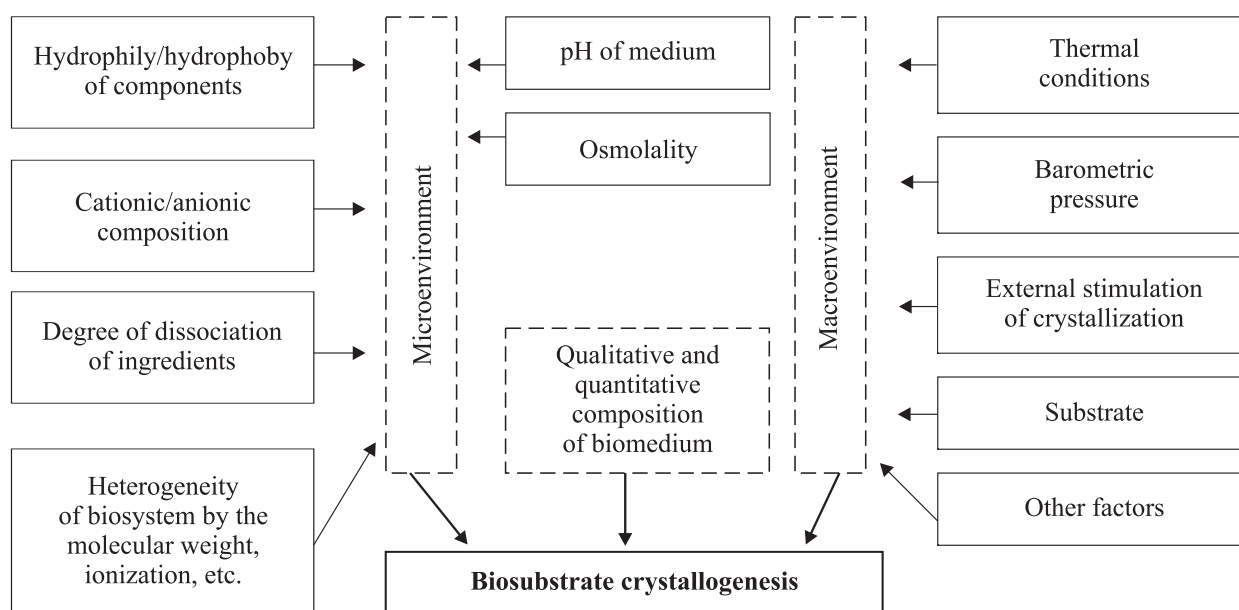 Hydrophily/hydrophoby
of components
Cationic/anionic
composition
Degree of dissociation
of ingredients
Heterogeneity
of biosystem by the
molecular weight,
ionization, etc.
Microenvironment
pH of medium
Osmolality
Qualitative and
quantitative
composition
of biomedium
Macroenvironment
Thermal
conditions
Barometric
pressure
External stimulation
of crystallization
Substrate
Other factors
Biosubstrate crystallogenesis